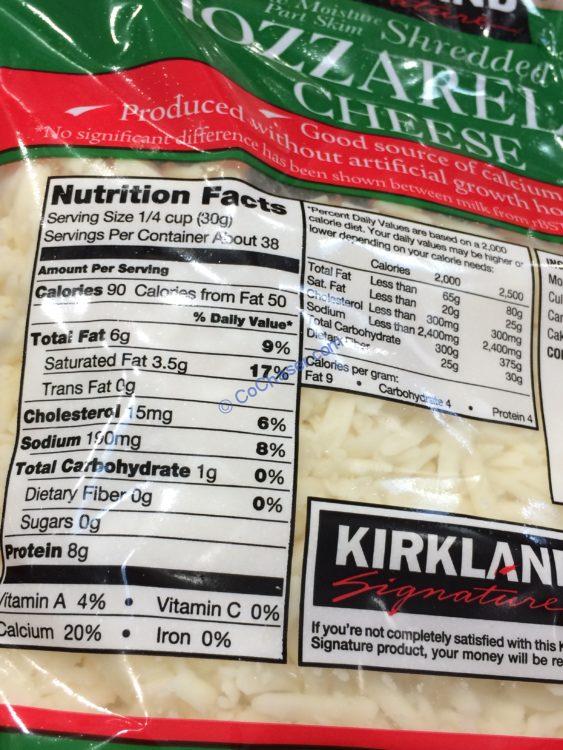 Moisture
Part Skim
Shredded
CHEESE
Produced
Good source of calcium
without artificial growth
*No significant difference has been shown between milk from rBST
Nutrition Facts
Serving Size 1/4 cup (30g)
Servings Per Container About 38
Amount Per Serving
Calories 90 Calories from Fat 50
% Daily Value*
Total Fat 6g 9%
Saturated Fat 3.5g 17%
Trans Fat 0g
Cholesterol 15mg 6%
Sodium 190mg 8%
Total Carbohydrate 1g 0%
Dietary Fiber 0g 0%
Sugars 0g
Protein 8g
Vitamin A 4% • Vitamin C 0%
Calcium 20% • Iron 0%
*Percent Daily Values are based on a 2,000
calorie diet. Your daily values may be higher or
lower depending on your calorie needs:
Calories 2,000 2,500
Total Fat Less than 65g 80g
Sat. Fat Less than 20g 25g
Cholesterol Less than 300mg 300mg
Sodium Less than 2,400mg 2,400mg
Total Carbohydrate 300g 375g
Dietary Fiber 25g 30g
Calories per gram:
Fat 9 • Carbohydrate 4 • Protein 4
© CoChaser.com
KIRKLAND
Signature
If you're not completely satisfied with this
Signature product, your money will be